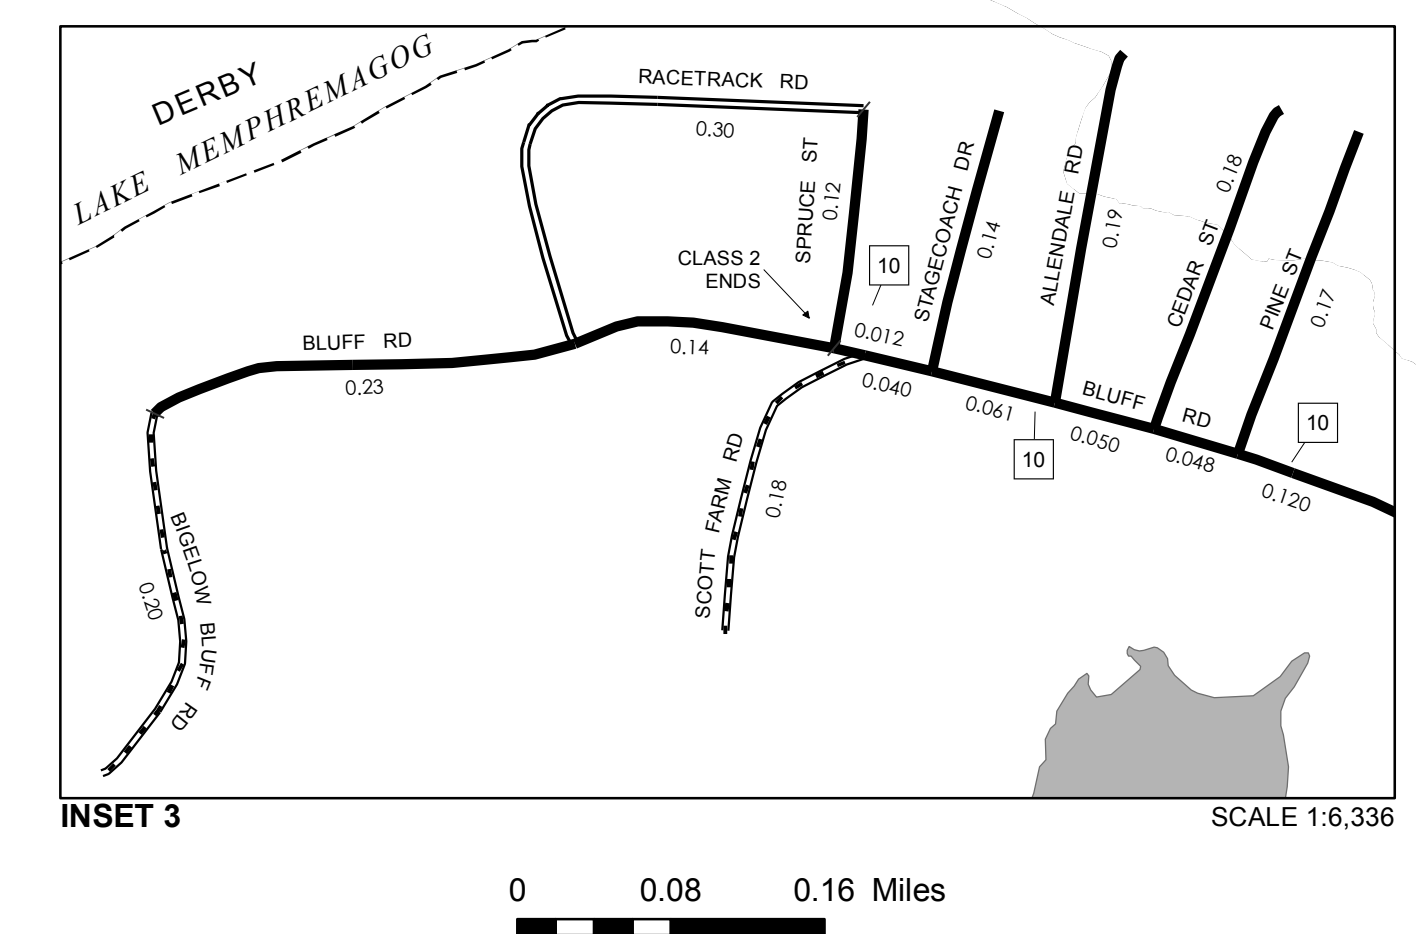 DERBY
LAKE MEMPHREMAGOG
RACETRACK RD
0.30
SPRUCE ST
0.12
STAGECOACH DR
0.14
ALLENDALE RD
0.19
CEDAR ST
0.18
PINE ST
0.17
CLASS 2
ENDS
10
BLUFF RD
0.23
0.14
0.012
0.040
0.061
10
BLUFF RD
0.050
0.048
10
0.120
SCOTT FARM RD
0.18
BIGELOW BLUFF RD
0.20
INSET 3
SCALE 1:6,336
0 0.08 0.16 Miles